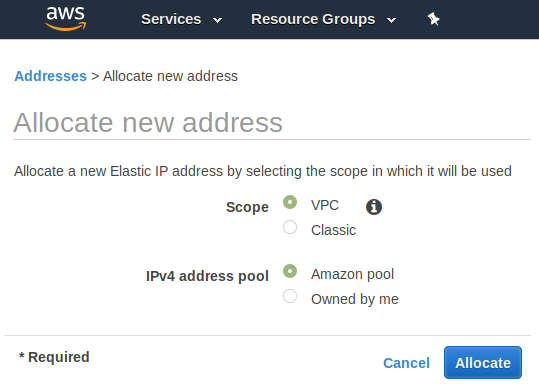 aws Services Resource Groups
Addresses > Allocate new address
Allocate new address
Allocate a new Elastic IP address by selecting the scope in which it will be used
Scope VPC
Classic
IPv4 address pool Amazon pool
Owned by me
* Required Cancel Allocate